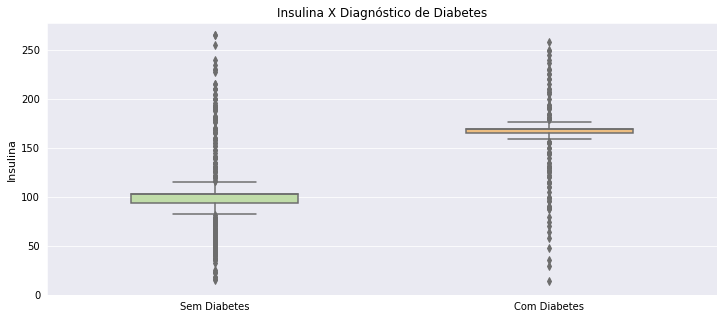 Insulina X Diagnóstico de Diabetes
Insulina
250
200
150
100
50
0
Sem Diabetes
Com Diabetes